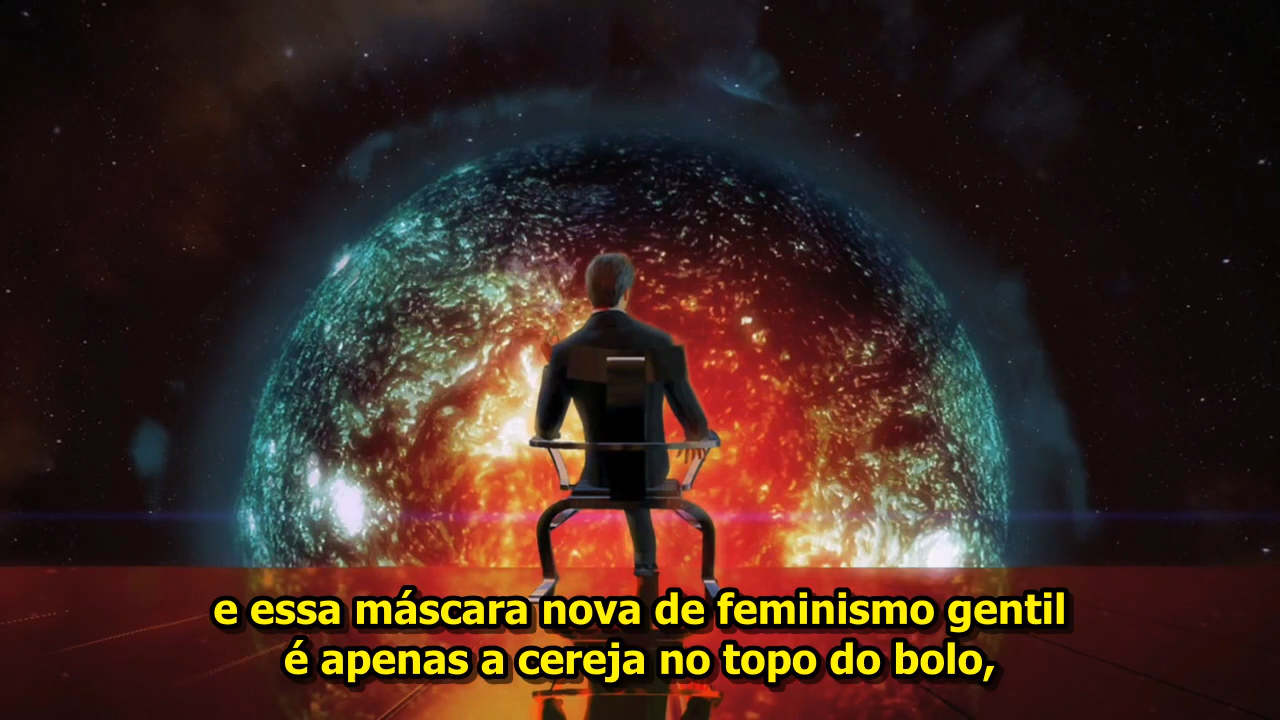 e essa máscara nova de feminismo gentil
é apenas a cereja no topo do bolo,